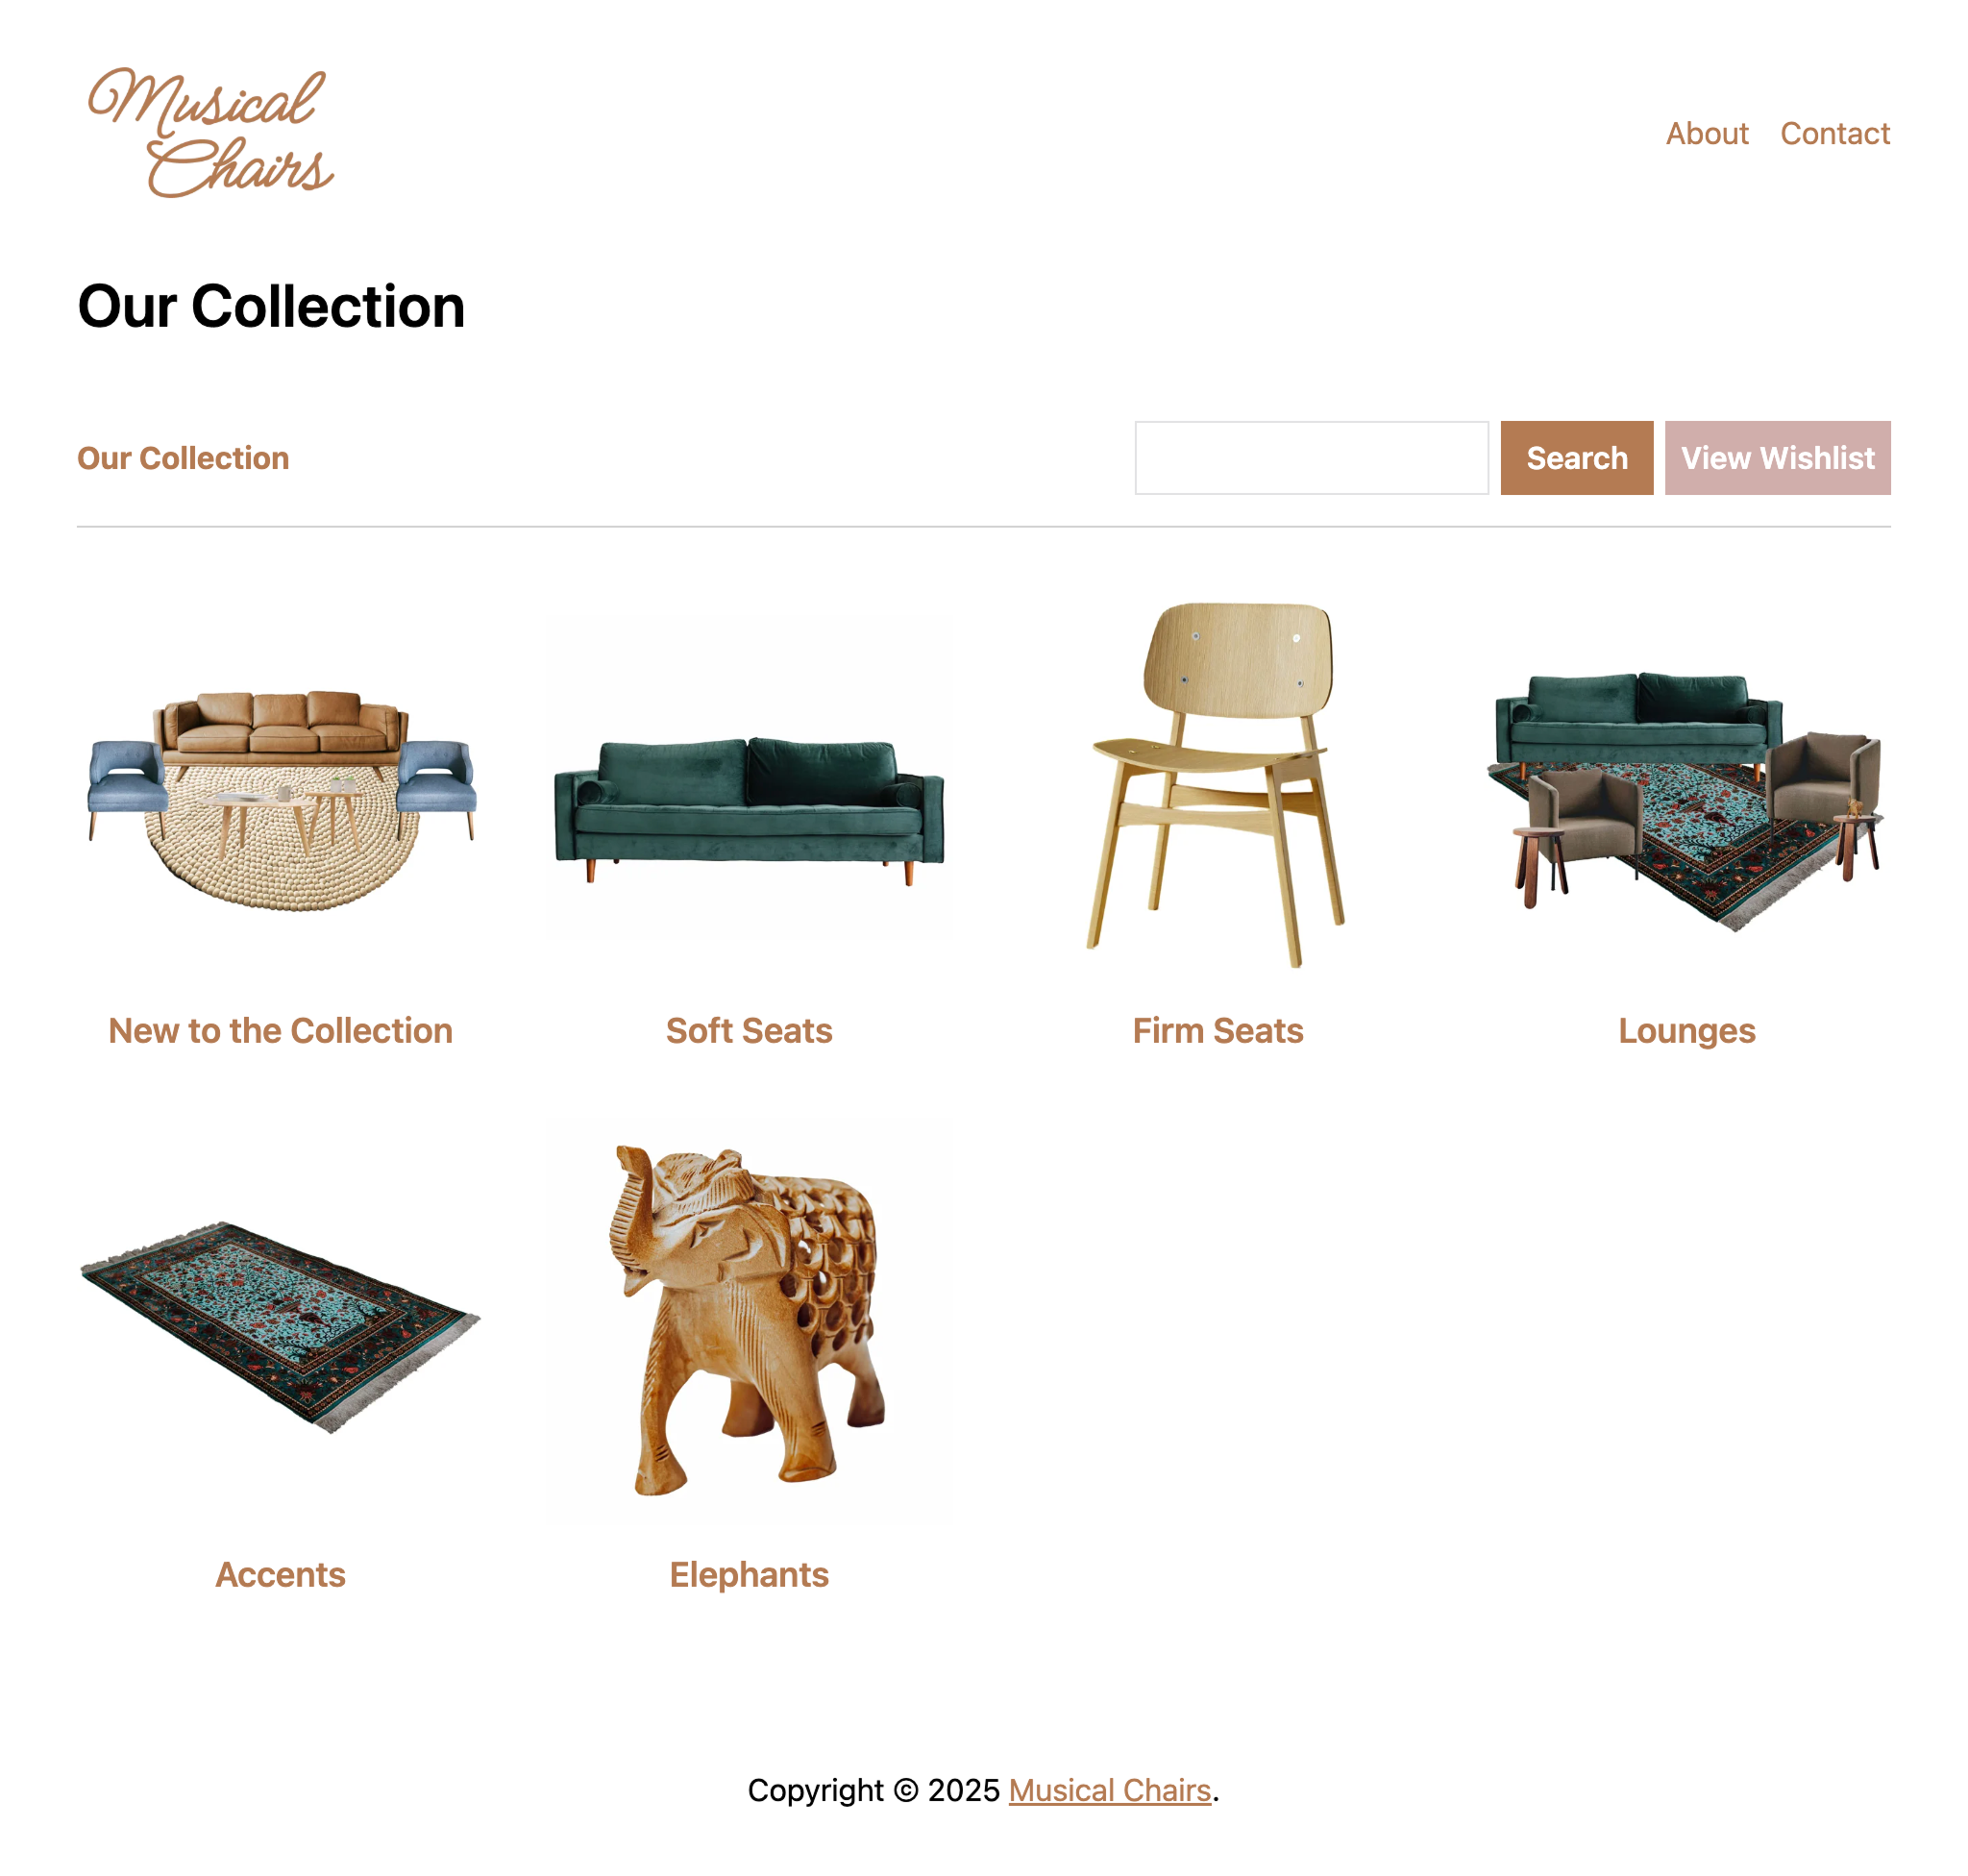 Musical
Chairs
About Contact
Our Collection
Our Collection Search View Wishlist
New to the Collection Soft Seats Firm Seats Lounges
Accents Elephants
Copyright © 2025 Musical Chairs.